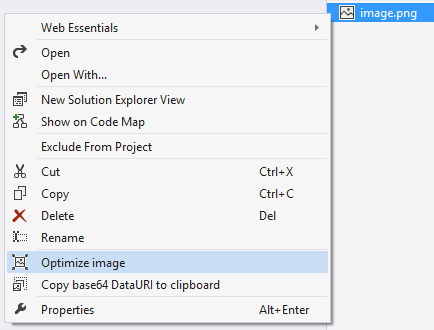 Web Essentials
image.png
Open
Open With...
New Solution Explorer View
Show on Code Map
Exclude From Project
Cut Ctrl+X
Copy Ctrl+C
Delete Del
Rename
Optimize image
Copy base64 DataURI to clipboard
Properties Alt+Enter